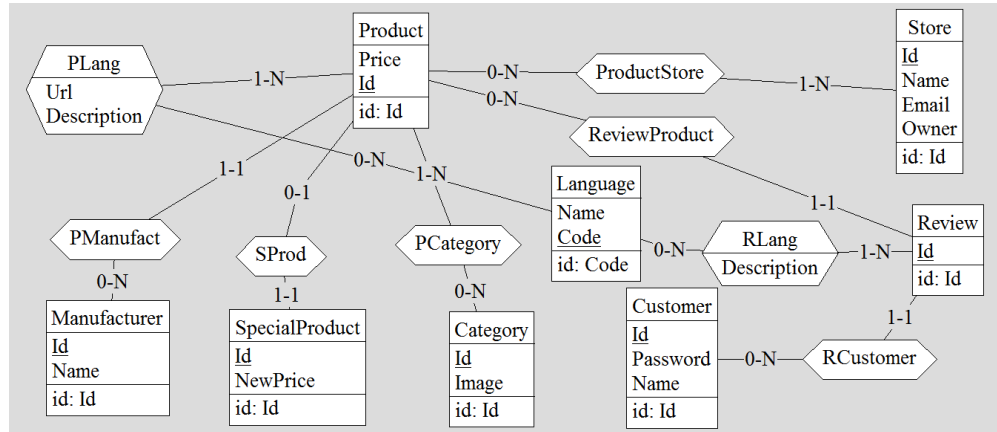 Product
Price
Id
id: Id
PLang
Url
Description
1-N
0-N
ProductStore
1-N
Store
Id
Name
Email
Owner
id: Id
0-N
ReviewProduct
1-1
0-1
0-N
1-N
Language
Name
Code
id: Code
1-1
Review
Id
id: Id
PManufact
SProd
PCategory
0-N
RLang
Description
1-N
0-N
1-1
0-N
1-1
Manufacturer
Id
Name
id: Id
SpecialProduct
Id
NewPrice
id: Id
Category
Id
Image
id: Id
Customer
Id
Password
Name
id: Id
0-N
RCustomer